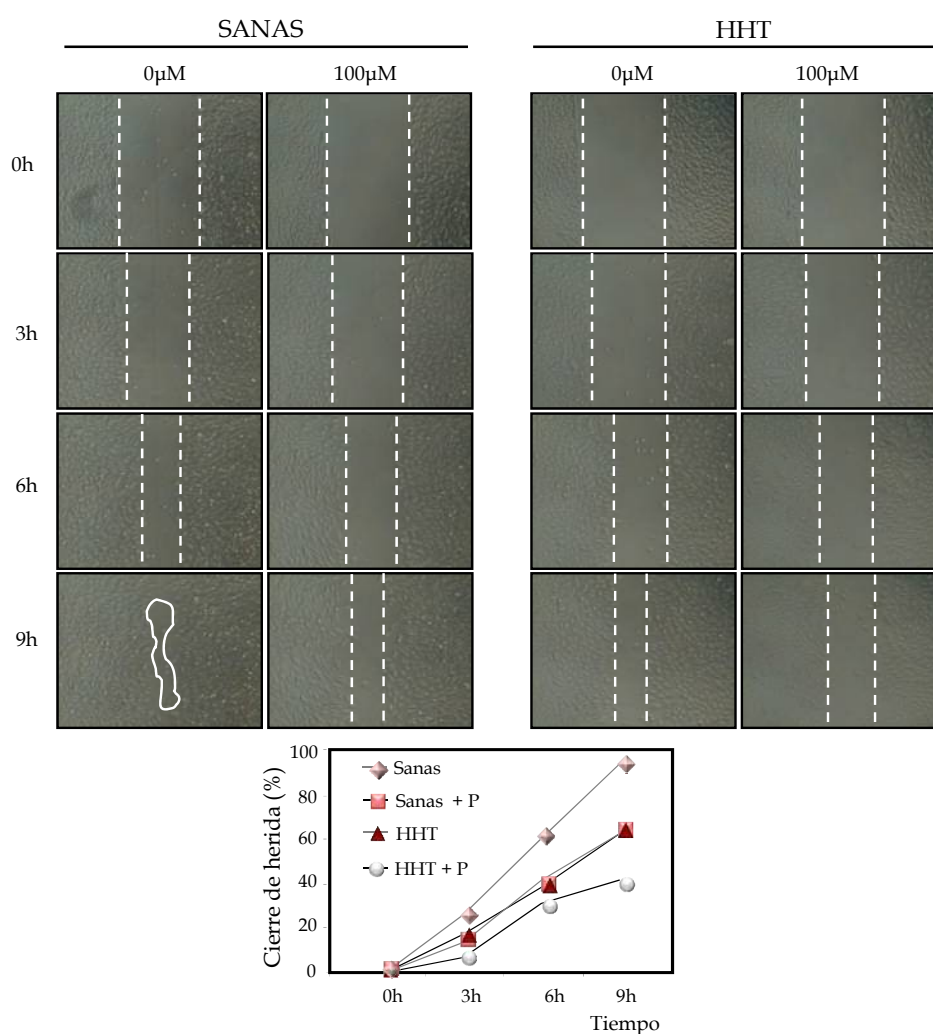 SANAS HHT
0µM 100µM 0µM 100µM
0h
3h
6h
9h
Cierre de herida (%)
100
80
60
40
20
0
Sanas
Sanas + P
HHT
HHT + P
0h 3h 6h 9h
Tiempo